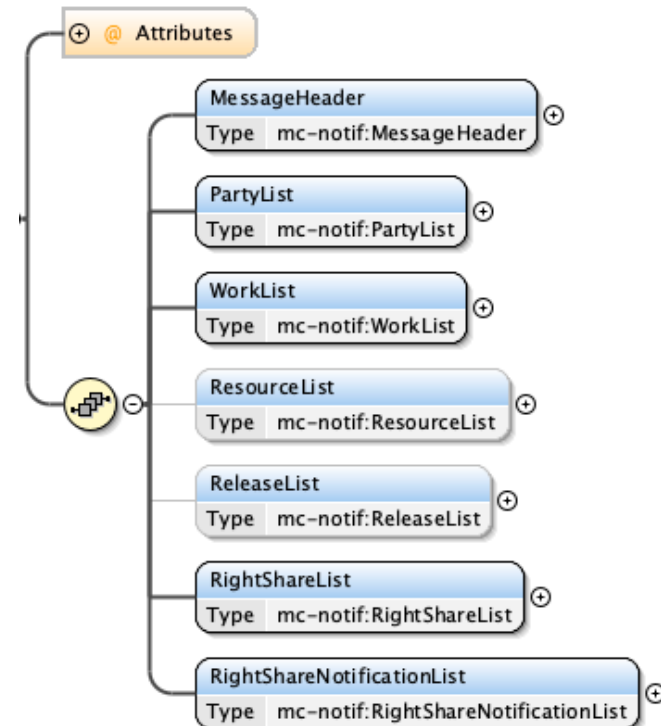 @ Attributes
MessageHeader
Type mc-notif:MessageHeader
PartyList
Type mc-notif:PartyList
WorkList
Type mc-notif:WorkList
ResourceList
Type mc-notif:ResourceList
ReleaseList
Type mc-notif:ReleaseList
RightShareList
Type mc-notif:RightShareList
RightShareNotificationList
Type mc-notif:RightShareNotificationList